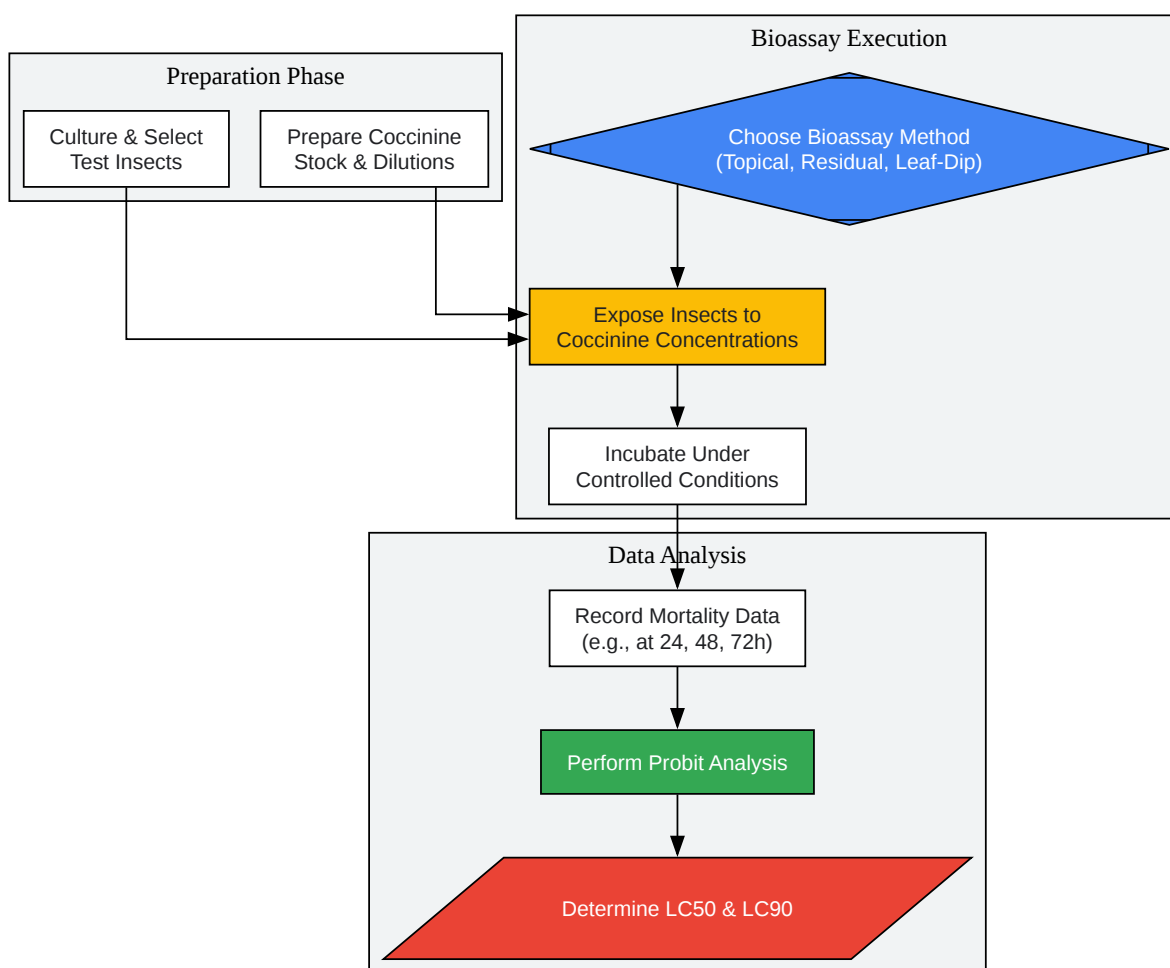 Preparation Phase
Culture & Select
Test Insects
Prepare Coccinine
Stock & Dilutions
Bioassay Execution
Choose Bioassay Method
(Topical, Residual, Leaf-Dip)
Expose Insects to
Coccinine Concentrations
Incubate Under
Controlled Conditions
Data Analysis
Record Mortality Data
(e.g., at 24, 48, 72h)
Perform Probit Analysis
Determine LC50 & LC90